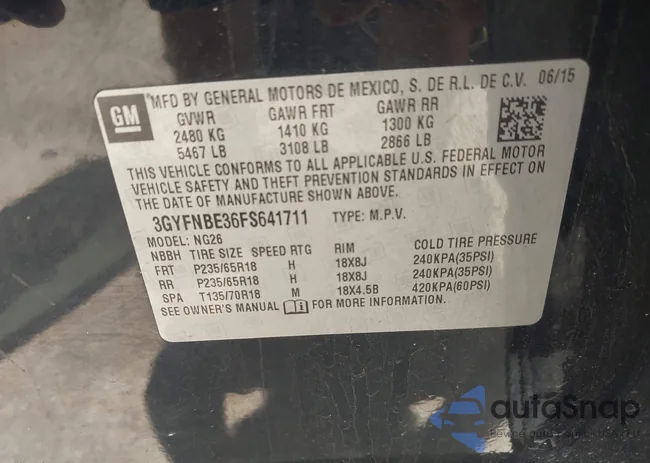 GM
MFD BY GENERAL MOTORS DE MEXICO, S. DE R.L. DE C.V. 06/15
GVWR GAWR FRT GAWR RR
2480 KG 1410 KG 1300 KG
5467 LB 3108 LB 2866 LB
THIS VEHICLE CONFORMS TO ALL APPLICABLE U.S. FEDERAL MOTOR
VEHICLE SAFETY AND THEFT PREVENTION STANDARDS IN EFFECT ON
THE DATE OF MANUFACTURE SHOWN ABOVE.
3GYFNBE36FS641711 TYPE: M.P.V.
MODEL: NG26
NBBH TIRE SIZE SPEED RTG RIM COLD TIRE PRESSURE
FRT P235/65R18 H 18X8J 240KPA(35PSI)
RR P235/65R18 H 18X8J 240KPA(35PSI)
SPA T135/70R18 M 18X4.5B 420KPA(60PSI)
SEE OWNER'S MANUAL i FOR MORE INFORMATION.
autoSnap